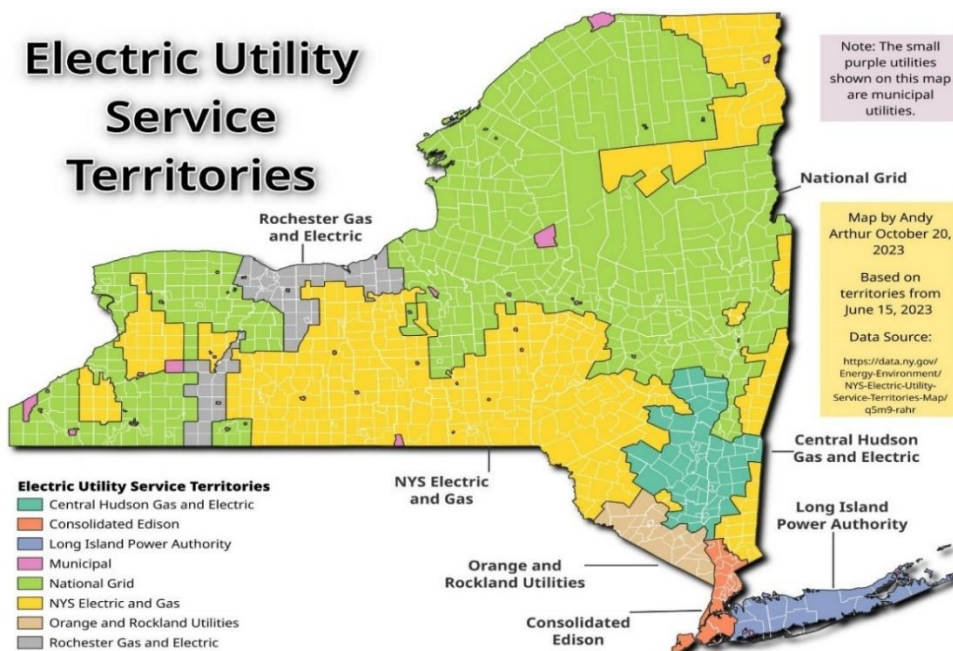 Electric Utility
Service
Territories
Note: The small
purple utilities
shown on this map
are municipal
utilities.
National Grid
Rochester Gas
and Electric
Map by Andy
Arthur October 20,
2023
Based on
territories from
June 15, 2023
Data Source:
https://data.ny.gov/
Energy-Environment/
NYS-Electric-Utility-
Service-Territories-Map/
q5m9-rahr
Central Hudson
Gas and Electric
NYS Electric
and Gas
Long Island
Power Authority
Orange and
Rockland Utilities
Consolidated
Edison
Electric Utility Service Territories
Central Hudson Gas and Electric
Consolidated Edison
Long Island Power Authority
Municipal
National Grid
NYS Electric and Gas
Orange and Rockland Utilities
Rochester Gas and Electric